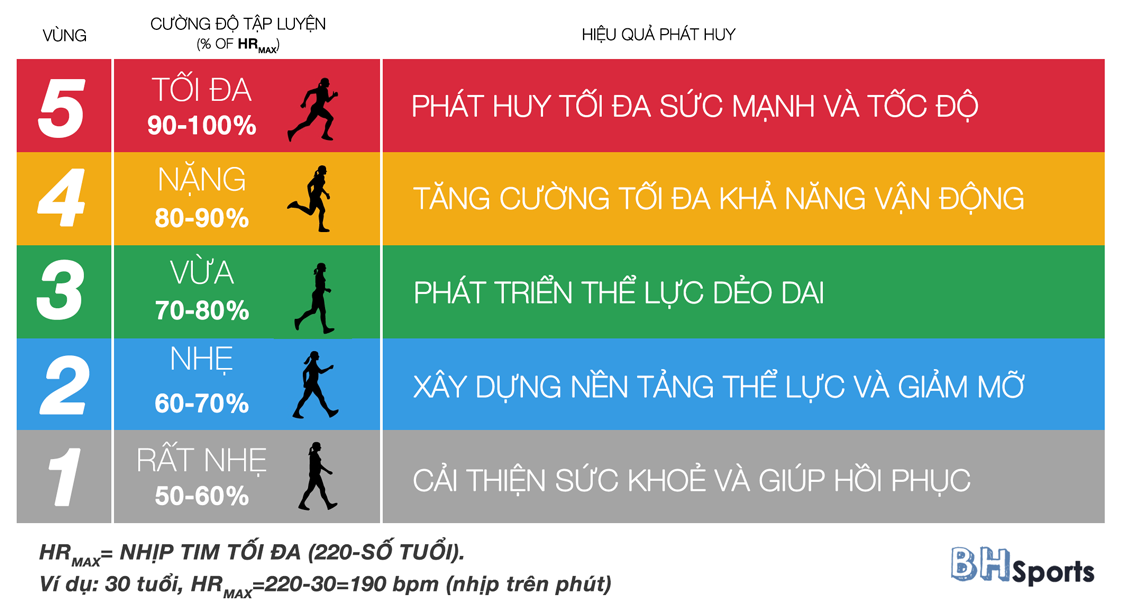 VÙNG
CƯỜNG ĐỘ TẬP LUYỆN
(% OF HRMAX)
HIỆU QUẢ PHÁT HUY
5
TỐI ĐA
90-100%
PHÁT HUY TỐI ĐA SỨC MẠNH VÀ TỐC ĐỘ
4
NẶNG
80-90%
TĂNG CƯỜNG TỐI ĐA KHẢ NĂNG VẬN ĐỘNG
3
VỪA
70-80%
PHÁT TRIỂN THỂ LỰC DẺO DAI
2
NHẸ
60-70%
XÂY DỰNG NỀN TẢNG THỂ LỰC VÀ GIẢM MỠ
1
RẤT NHẸ
50-60%
CẢI THIỆN SỨC KHOẺ VÀ GIÚP HỒI PHỤC
HRMAX= NHỊP TIM TỐI ĐA (220-SỐ TUỔI).
Ví dụ: 30 tuổi, HRMAX=220-30=190 bpm (nhịp trên phút)
BHSports